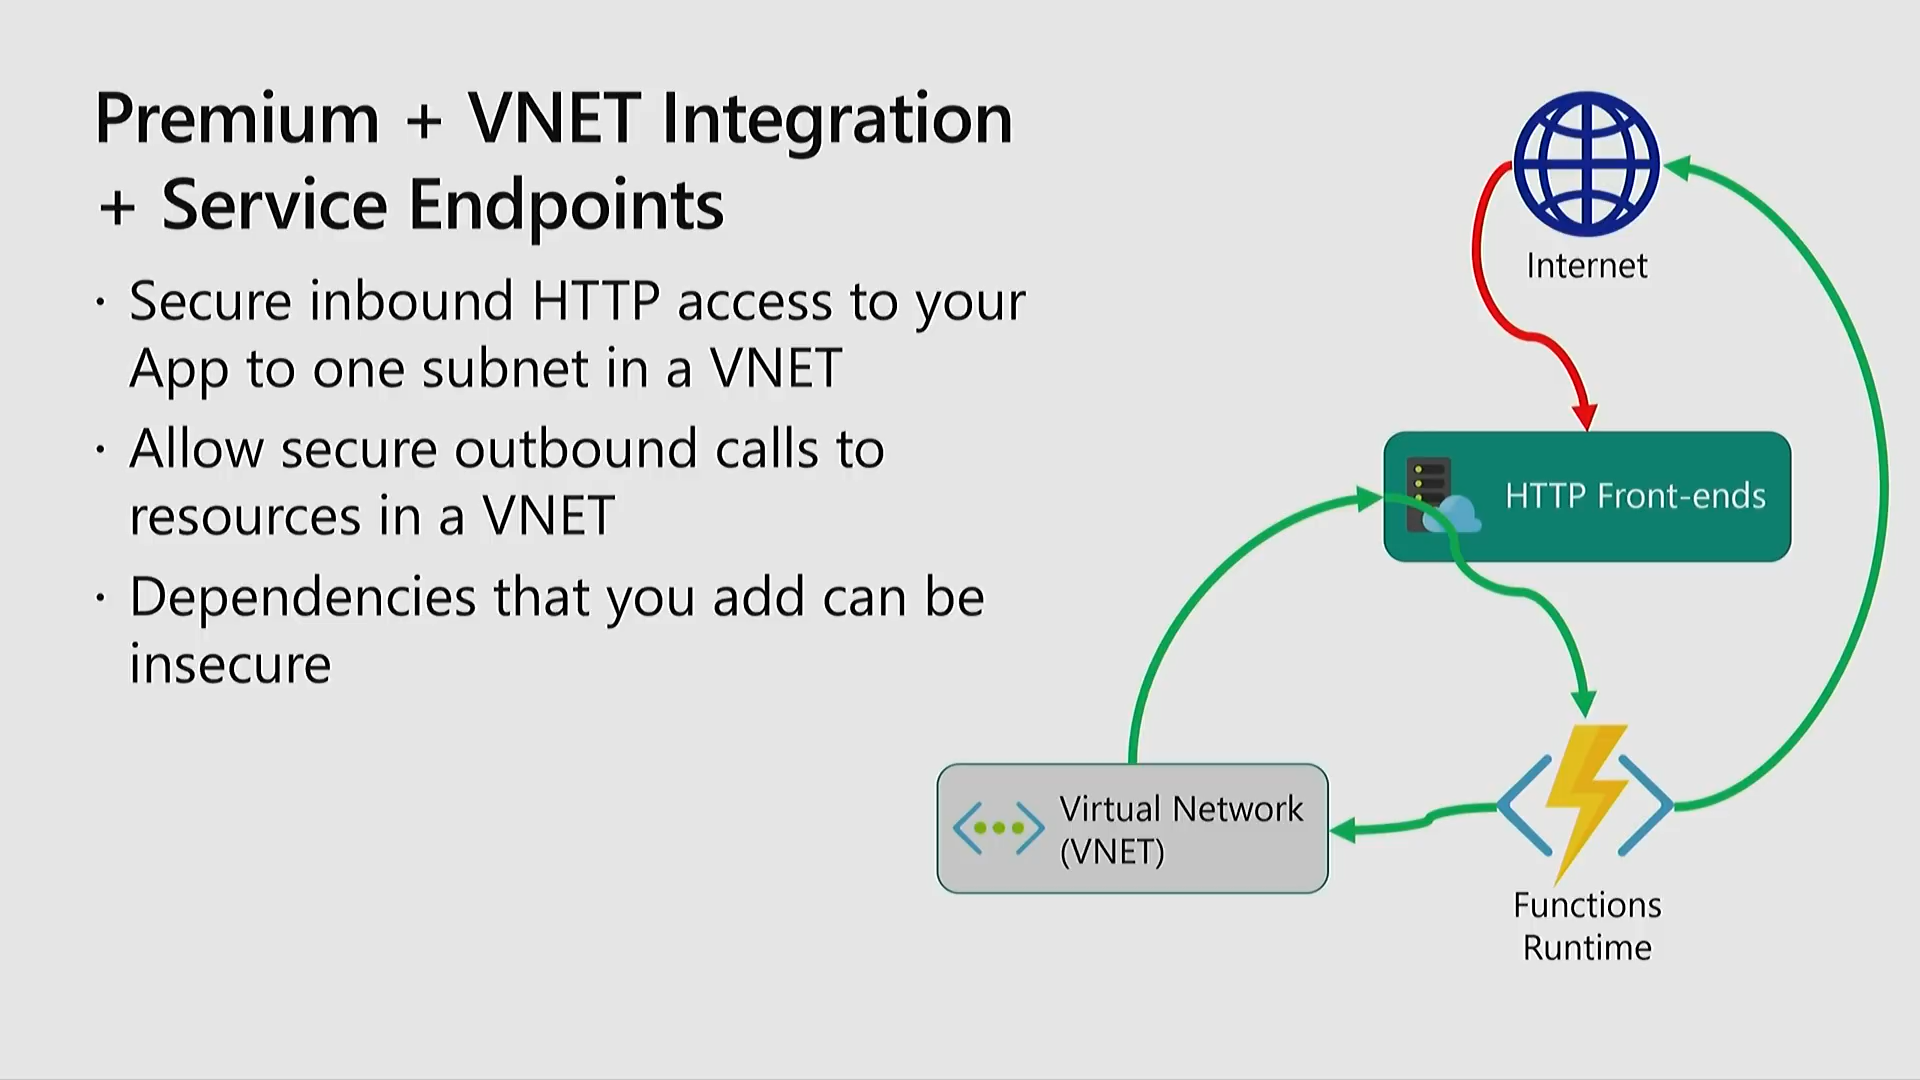 Premium + VNET Integration
+ Service Endpoints
· Secure inbound HTTP access to your
App to one subnet in a VNET
· Allow secure outbound calls to
resources in a VNET
· Dependencies that you add can be
insecure
Internet
HTTP Front-ends
Virtual Network
(VNET)
Functions
Runtime